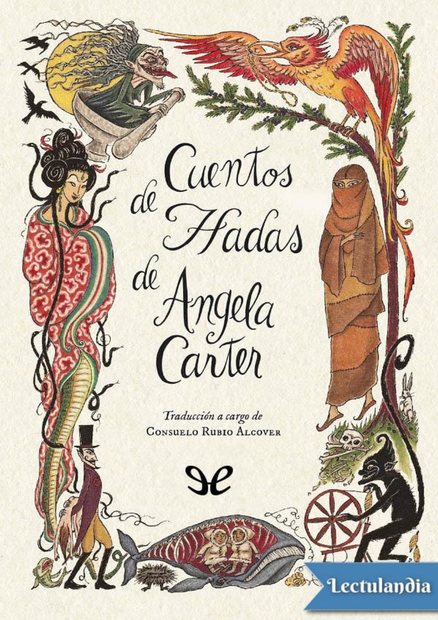 Cuentos
de Hadas
de Angela
Carter
Traducción a cargo de
Consuelo Rubio Alcover
Lectulandia